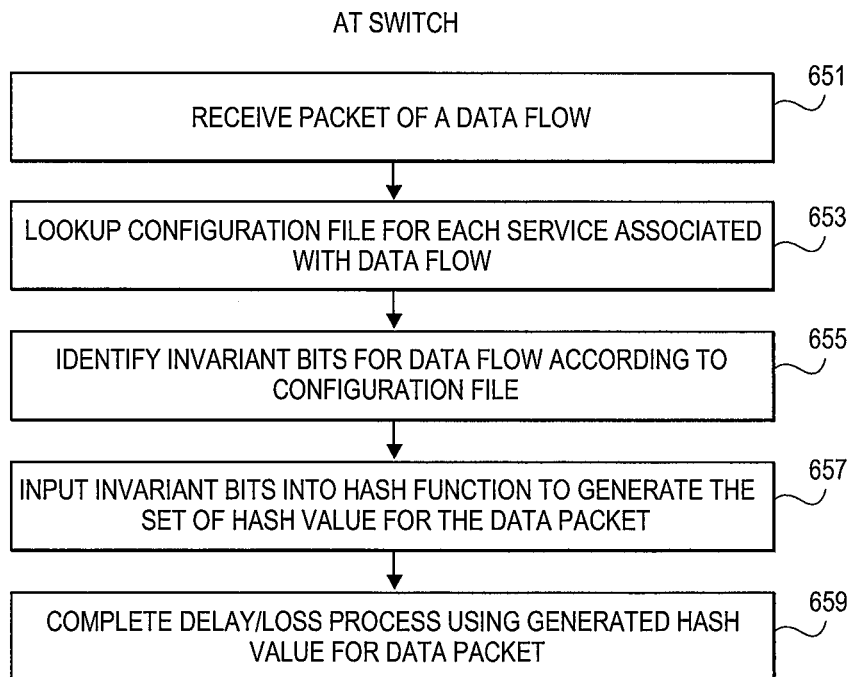 AT SWITCH
651
RECEIVE PACKET OF A DATA FLOW
653
LOOKUP CONFIGURATION FILE FOR EACH SERVICE ASSOCIATED
WITH DATA FLOW
655
IDENTIFY INVARIANT BITS FOR DATA FLOW ACCORDING TO
CONFIGURATION FILE
657
INPUT INVARIANT BITS INTO HASH FUNCTION TO GENERATE THE
SET OF HASH VALUE FOR THE DATA PACKET
659
COMPLETE DELAY/LOSS PROCESS USING GENERATED HASH
VALUE FOR DATA PACKET